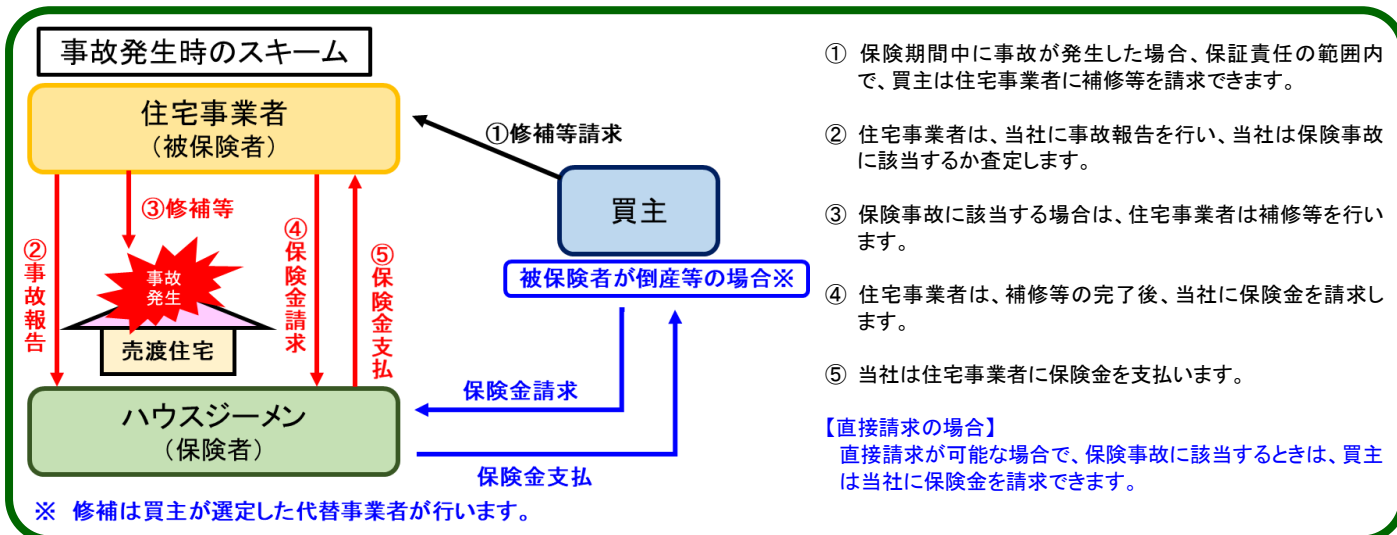 事故発生時のスキーム
住宅事業者
（被保険者）
①修補等請求
買主
被保険者が倒産等の場合※
②事故報告
③修補等
④保険金請求
⑤保険金支払
事故
発生
売渡住宅
ハウスジーメン
（保険者）
保険金請求
保険金支払
※ 修補は買主が選定した代替事業者が行います。
① 保険期間中に事故が発生した場合、保証責任の範囲内
で、買主は住宅事業者に補修等を請求できます。
② 住宅事業者は、当社に事故報告を行い、当社は保険事故
に該当するか査定します。
③ 保険事故に該当する場合は、住宅事業者は補修等を行い
ます。
④ 住宅事業者は、補修等の完了後、当社に保険金を請求し
ます。
⑤ 当社は住宅事業者に保険金を支払います。
【直接請求の場合】
直接請求が可能な場合で、保険事故に該当するときは、買主
は当社に保険金を請求できます。